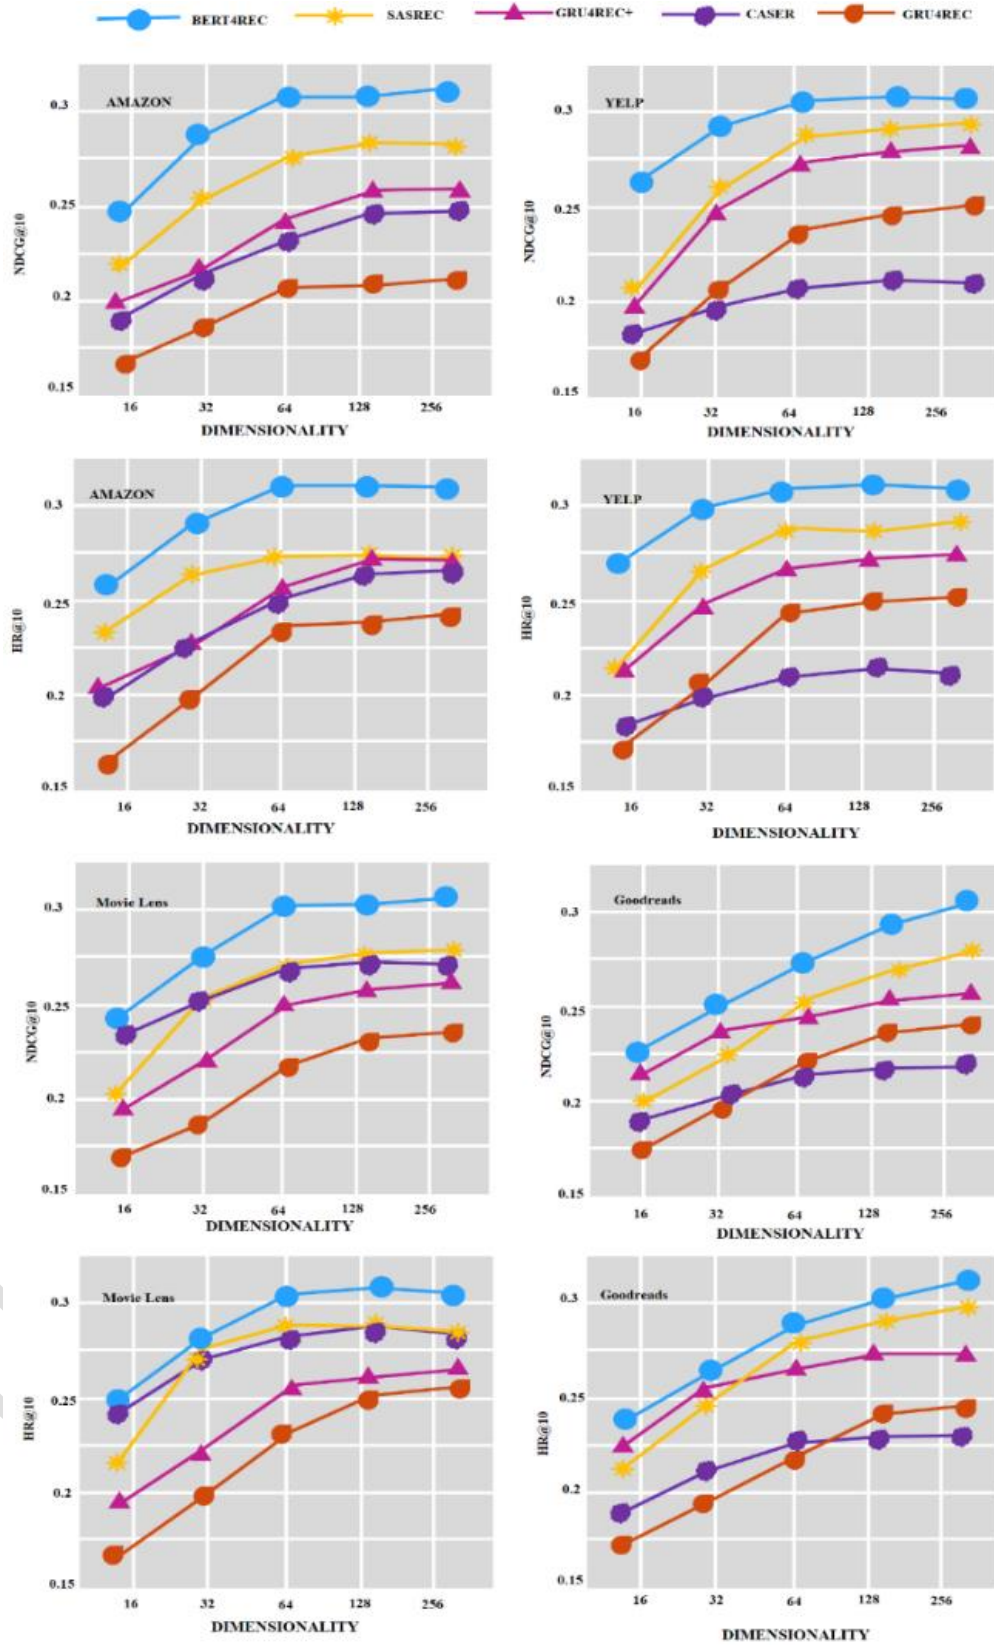 BERT4REC SASREC GRU4REC+ CASER GRU4REC
AMAZON
0.3
0.25
0.2
0.15
NDCG@10
16 32 64 128 256
DIMENSIONALITY
YELP
0.3
0.25
0.2
0.15
NDCG@10
16 32 64 128 256
DIMENSIONALITY
AMAZON
0.3
0.25
0.2
0.15
HR@10
16 32 64 128 256
DIMENSIONALITY
YELP
0.3
0.25
0.2
0.15
HR@10
16 32 64 128 256
DIMENSIONALITY
Movie Lens
0.3
0.25
0.2
0.15
NDCG@10
16 32 64 128 256
DIMENSIONALITY
Goodreads
0.3
0.25
0.2
0.15
NDCG@10
16 32 64 128 256
DIMENSIONALITY
Movie Lens
0.3
0.25
0.2
0.15
HR@10
16 32 64 128 256
DIMENSIONALITY
Goodreads
0.3
0.25
0.2
0.15
HR@10
16 32 64 128 256
DIMENSIONALITY